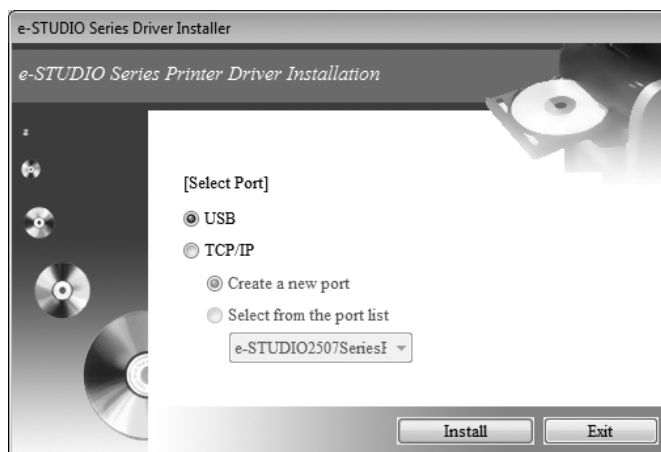 e-STUDIO Series Driver Installer
e-STUDIO Series Printer Driver Installation
[Select Port]
USB
TCP/IP
Create a new port
Select from the port list
e-STUDIO2507Series
Install
Exit